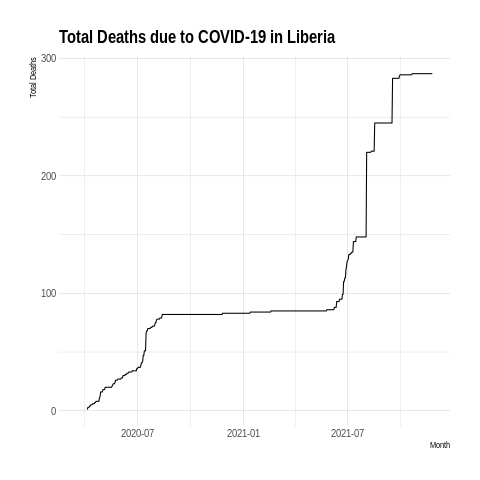 Total Deaths due to COVID-19 in Liberia
Total Deaths
300
200
100
0
2020-07
2021-01
2021-07
Month